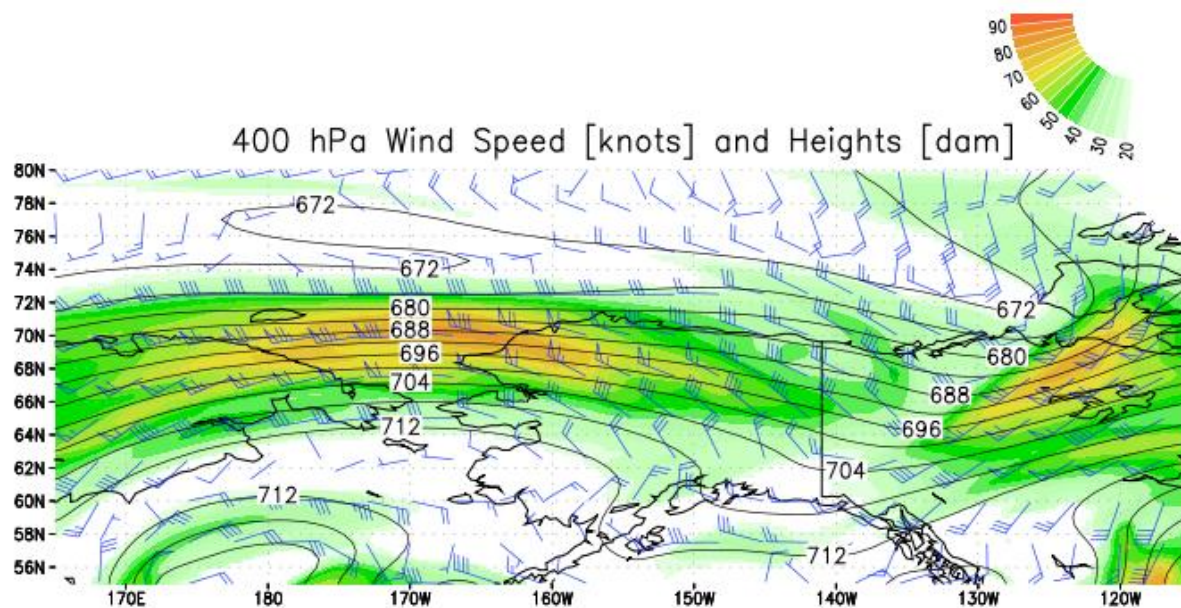 90
80
70
60
50
40
30
20
400 hPa Wind Speed [knots] and Heights [dam]
80N
78N
672
76N
74N
672
72N
680
672
70N
688
680
696
68N
704
688
66N
696
712
64N
704
62N
712
60N
58N
712
56N
170E 180 170W 160W 150W 140W 130W 120W